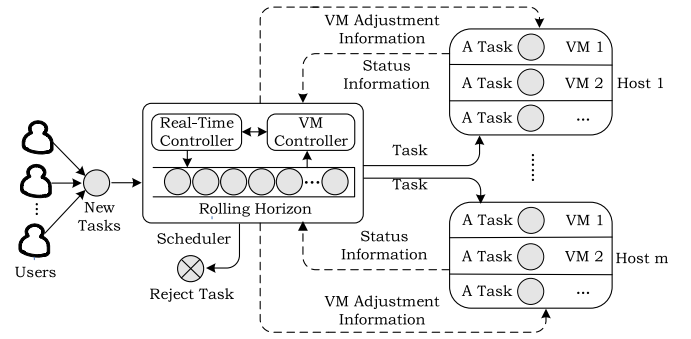 VM Adjustment
Information
Status
Information
A Task VM 1
A Task VM 2
A Task ...
Host 1
Real-Time
Controller
VM
Controller
...
Rolling Horizon
New
Tasks
Users
Scheduler
Reject Task
Task
Task
A Task VM 1
A Task VM 2
A Task ...
Host m
Status
Information
VM Adjustment
Information